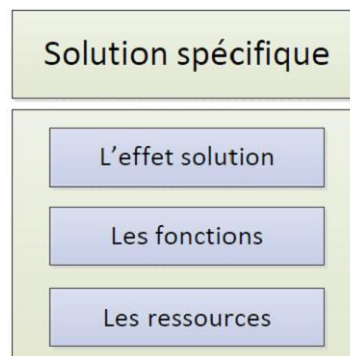 Solution spécifique
L’effet solution
Les fonctions
Les ressources